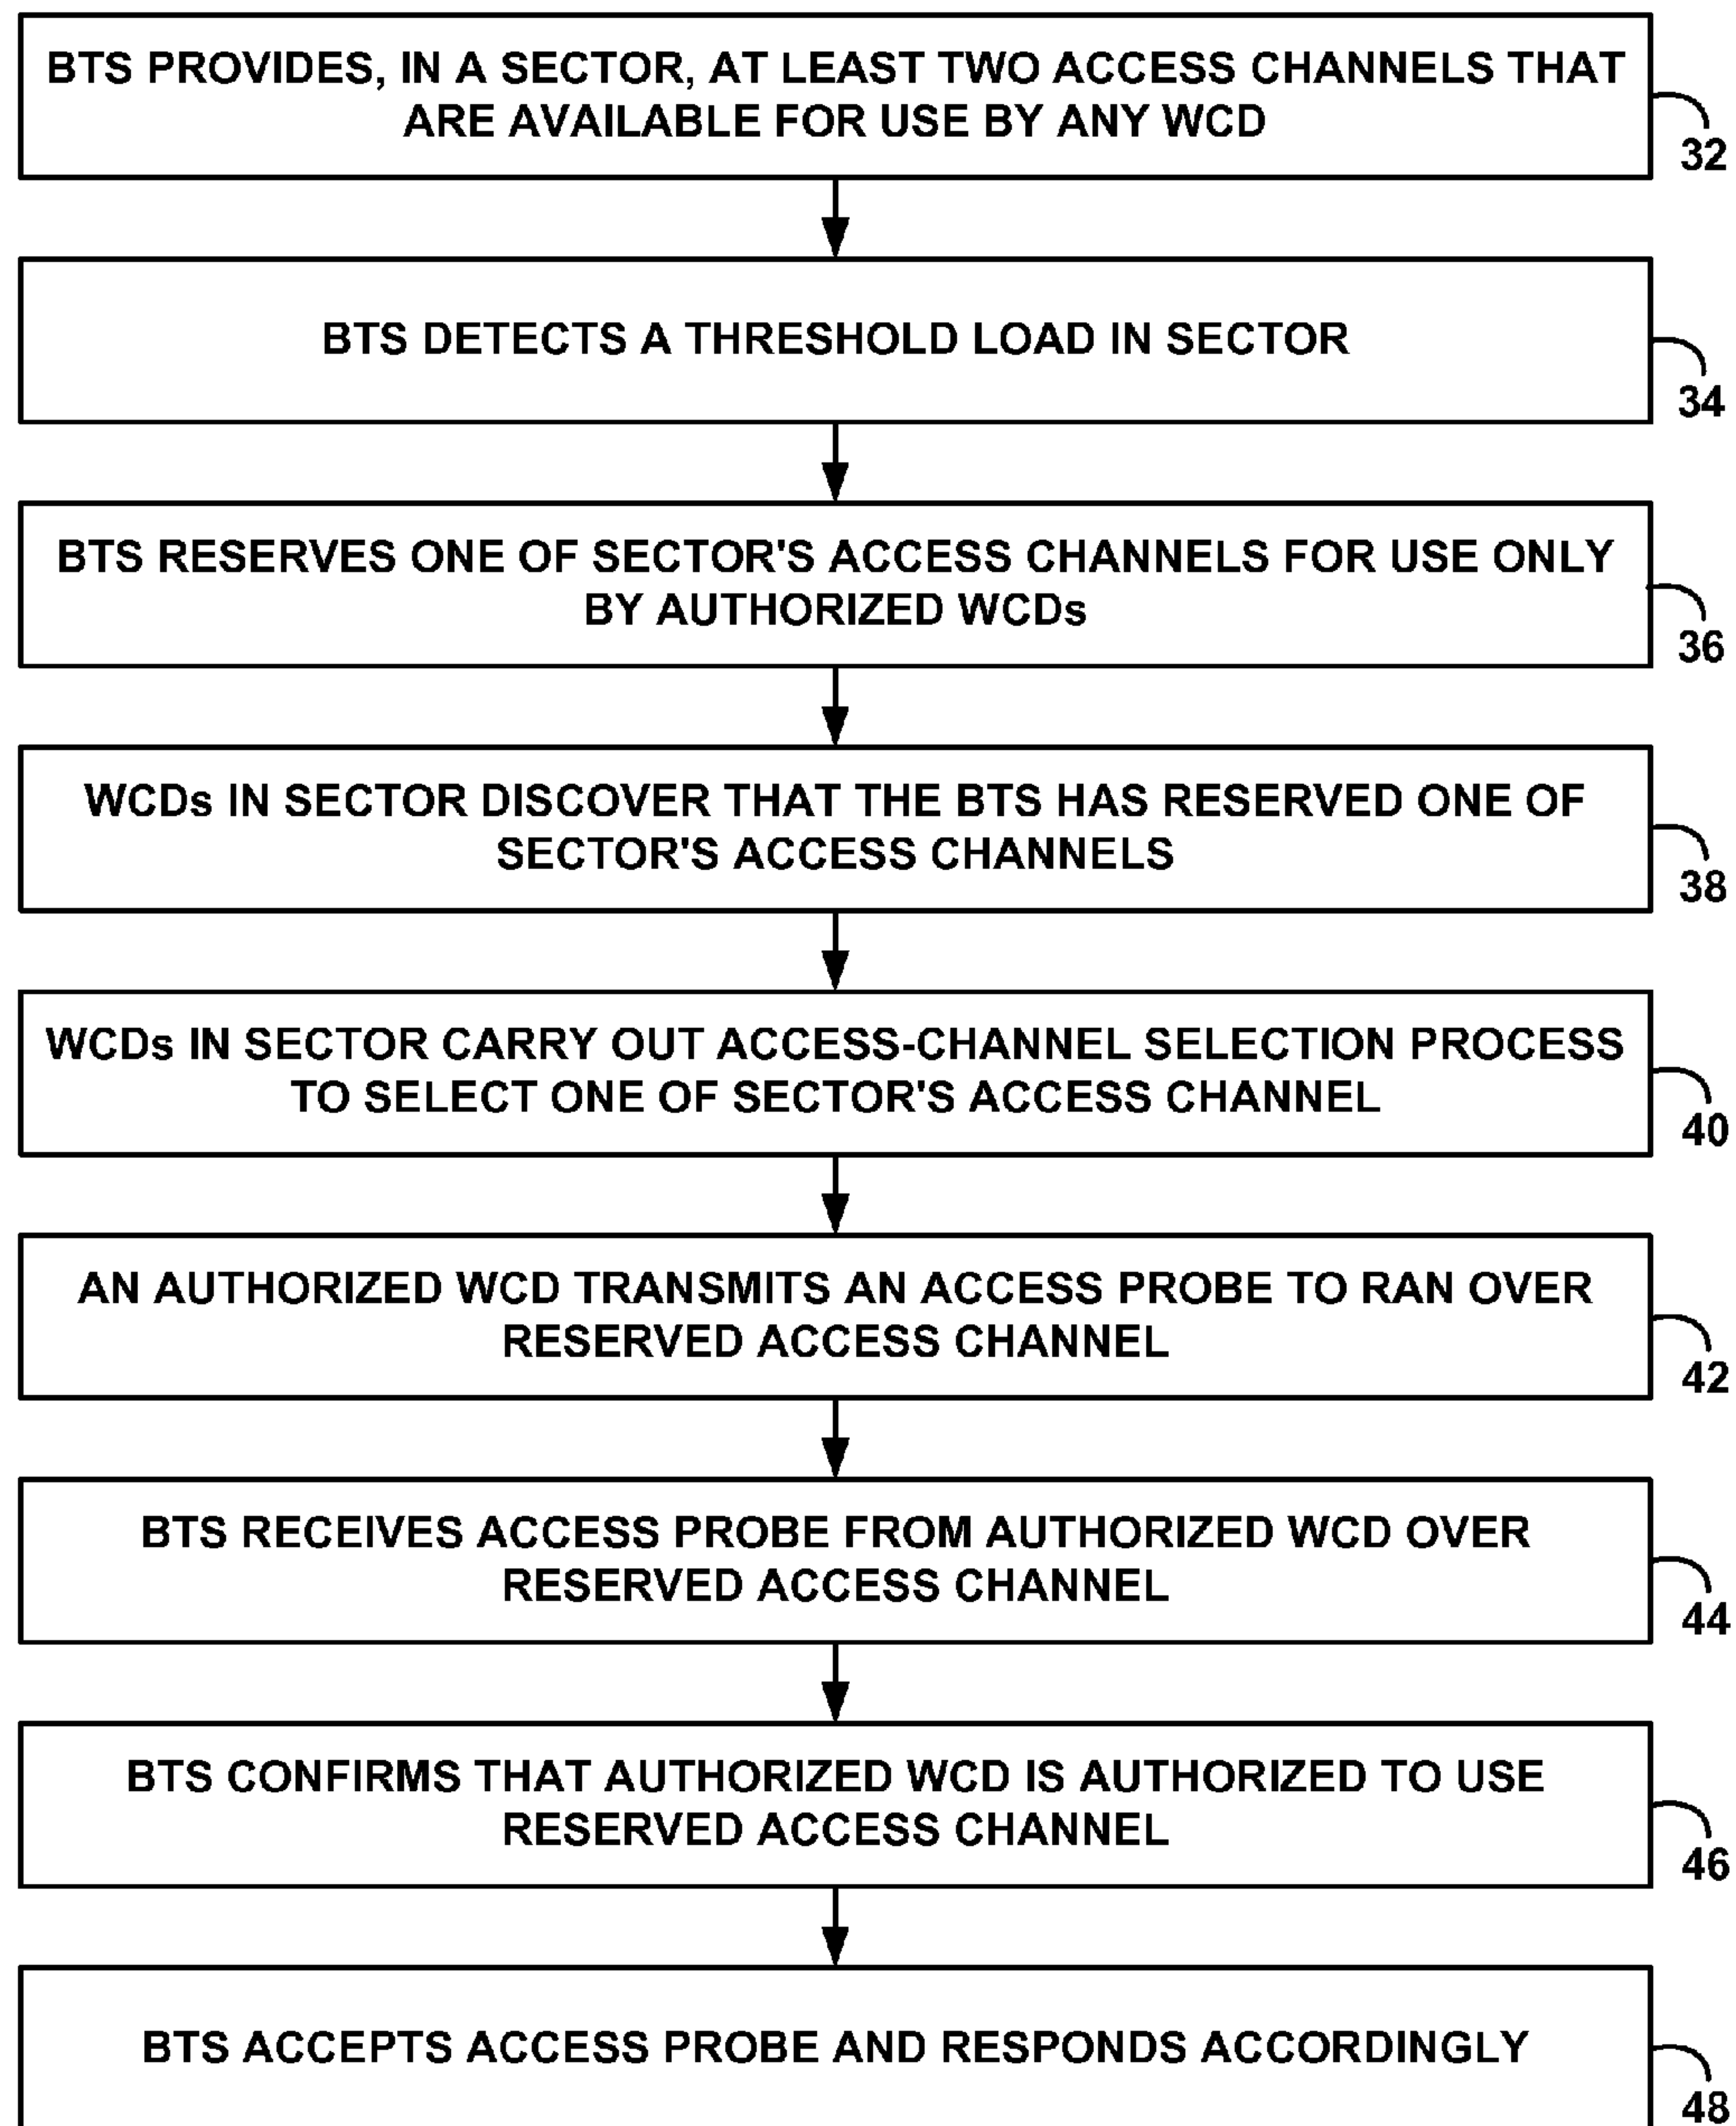 BTS PROVIDES, IN A SECTOR, AT LEAST TWO ACCESS CHANNELS THAT
ARE AVAILABLE FOR USE BY ANY WCD
32
BTS DETECTS A THRESHOLD LOAD IN SECTOR
34
BTS RESERVES ONE OF SECTOR'S ACCESS CHANNELS FOR USE ONLY
BY AUTHORIZED WCDs
36
WCDs IN SECTOR DISCOVER THAT THE BTS HAS RESERVED ONE OF
SECTOR'S ACCESS CHANNELS
38
WCDs IN SECTOR CARRY OUT ACCESS-CHANNEL SELECTION PROCESS
TO SELECT ONE OF SECTOR'S ACCESS CHANNEL
40
AN AUTHORIZED WCD TRANSMITS AN ACCESS PROBE TO RAN OVER
RESERVED ACCESS CHANNEL
42
BTS RECEIVES ACCESS PROBE FROM AUTHORIZED WCD OVER
RESERVED ACCESS CHANNEL
44
BTS CONFIRMS THAT AUTHORIZED WCD IS AUTHORIZED TO USE
RESERVED ACCESS CHANNEL
46
BTS ACCEPTS ACCESS PROBE AND RESPONDS ACCORDINGLY
48